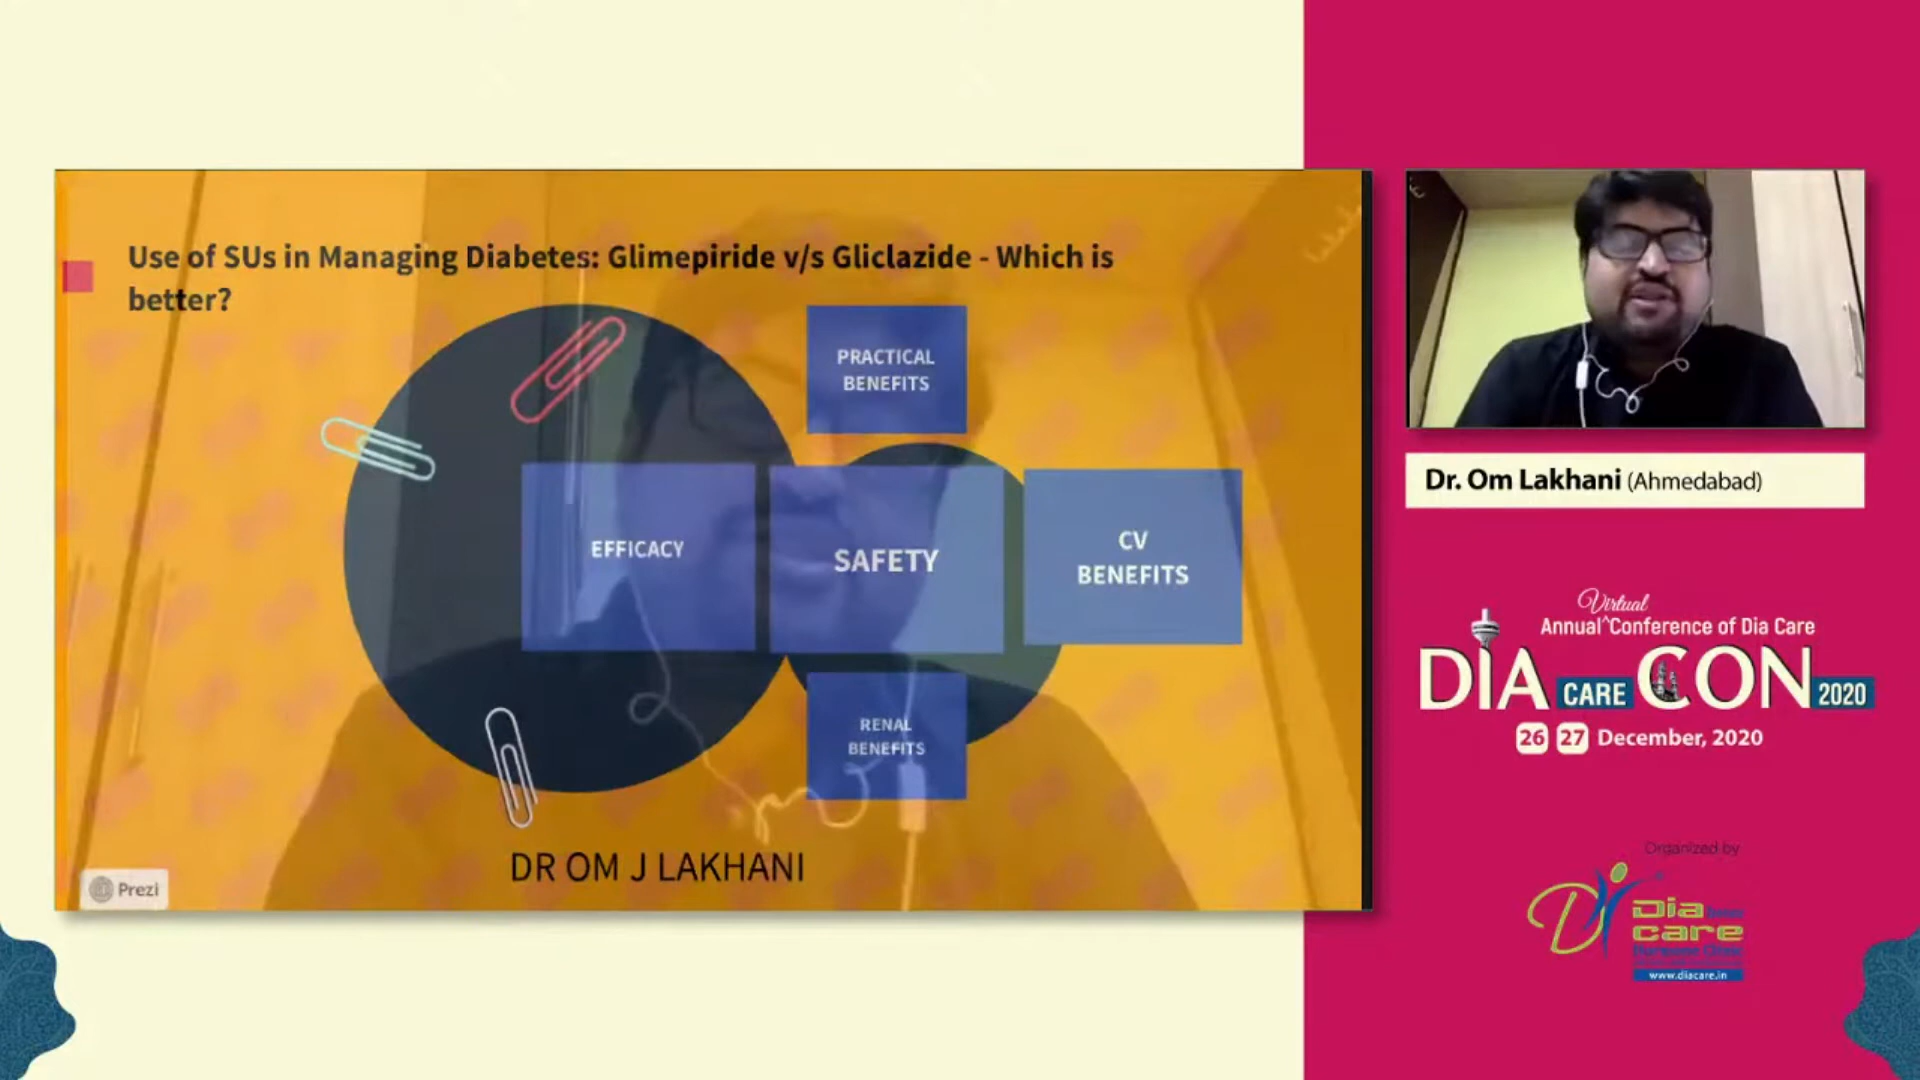 Use of SUs in Managing Diabetes: Glimepiride v/s Gliclazide - Which is
better?
PRACTICAL
BENEFITS
EFFICACY
SAFETY
CV
BENEFITS
RENAL
BENEFITS
DR OM J LAKHANI
Prezi
Dr. Om Lakhani (Ahmedabad)
Virtual
Annual^Conference of Dia Care
DIA CARE CON 2020
26 27 December, 2020
Organized by
Dia
care
www.diacare.in